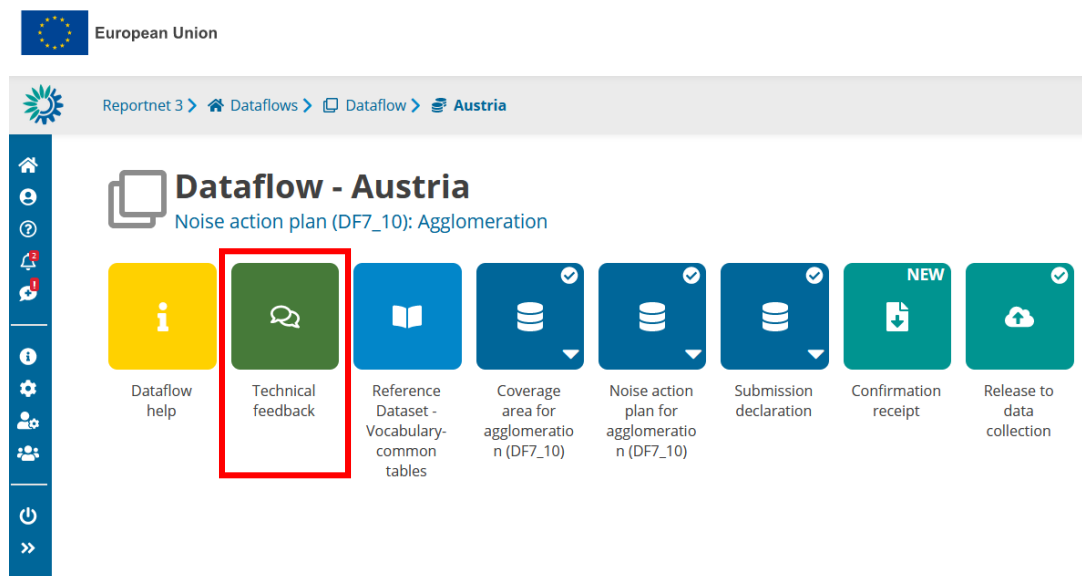 European Union
Reportnet 3 Dataflows Dataflow Austria
Dataflow - Austria
Noise action plan (DF7_10): Agglomeration
2
!
i
NEW
Dataflow
help
Technical
feedback
Reference
Dataset -
Vocabulary-
common
tables
Coverage
area for
agglomeratio
n (DF7_10)
Noise action
plan for
agglomeratio
n (DF7_10)
Submission
declaration
Confirmation
receipt
Release to
data
collection